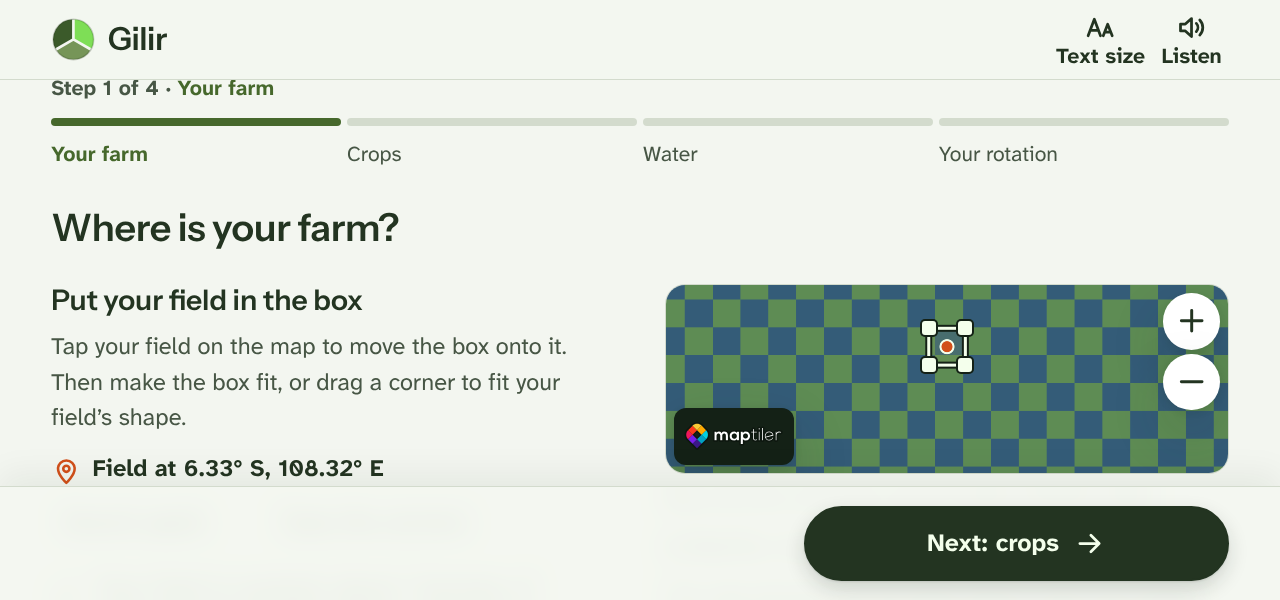 Gilir
Text size
Listen
Step 1 of 4 · Your farm
Your farm
Crops
Water
Your rotation
Where is your farm?
Put your field in the box
Tap your field on the map to move the box onto it.
Then make the box fit, or drag a corner to fit your
field’s shape.
Field at 6.33° S, 108.32° E
maptiler
Next: crops